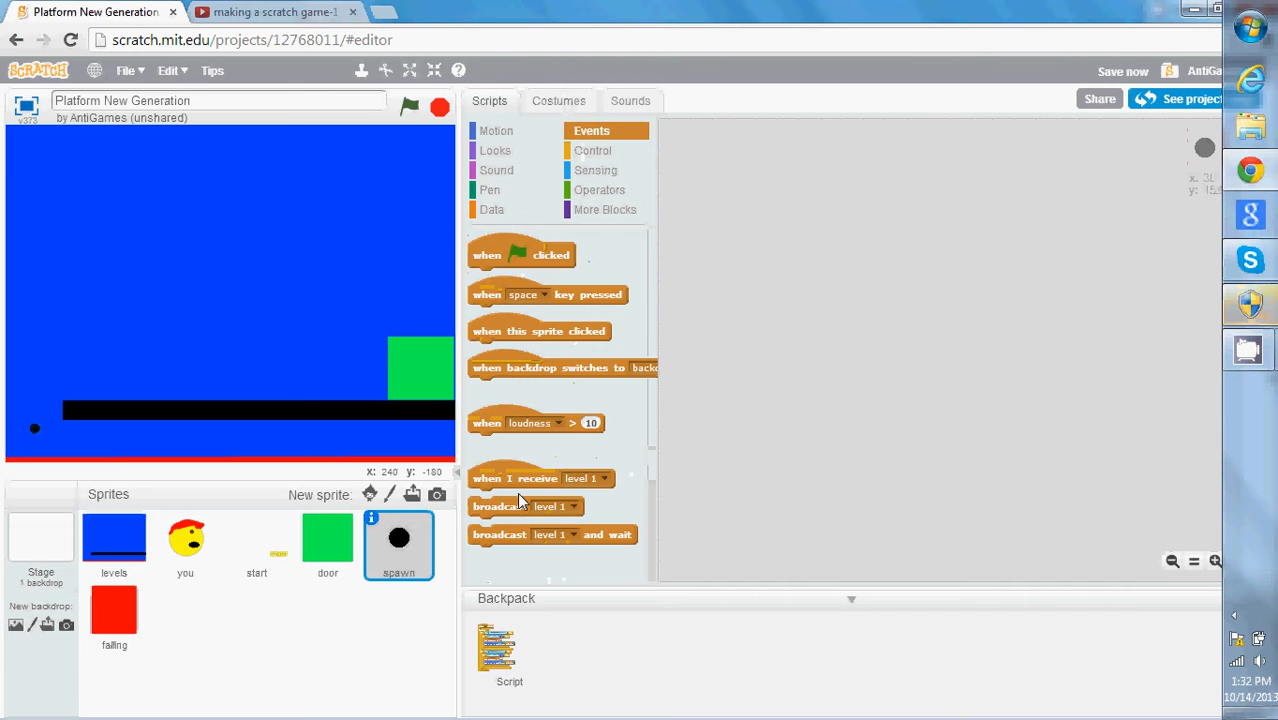 Platform New Generation
making a scratch game-1
scratch.mit.edu/projects/12768011/#editor
SCRATCH
File
Edit
Tips
Save now
AntiGa
v373
Platform New Generation
by AntiGames (unshared)
Scripts
Costumes
Sounds
Share
See project
Motion
Events
Looks
Control
Sound
Sensing
Pen
Operators
Data
More Blocks
x: 240 y: -180
when clicked
when space key pressed
when this sprite clicked
when backdrop switches to
when loudness > 10
when I receive level 1
broadcast level 1
broadcast level 1 and wait
Sprites
New sprite:
Stage
1 backdrop
New backdrop:
levels
you
start
door
spawn
falling
Backpack
Script
1:32 PM
10/14/2013